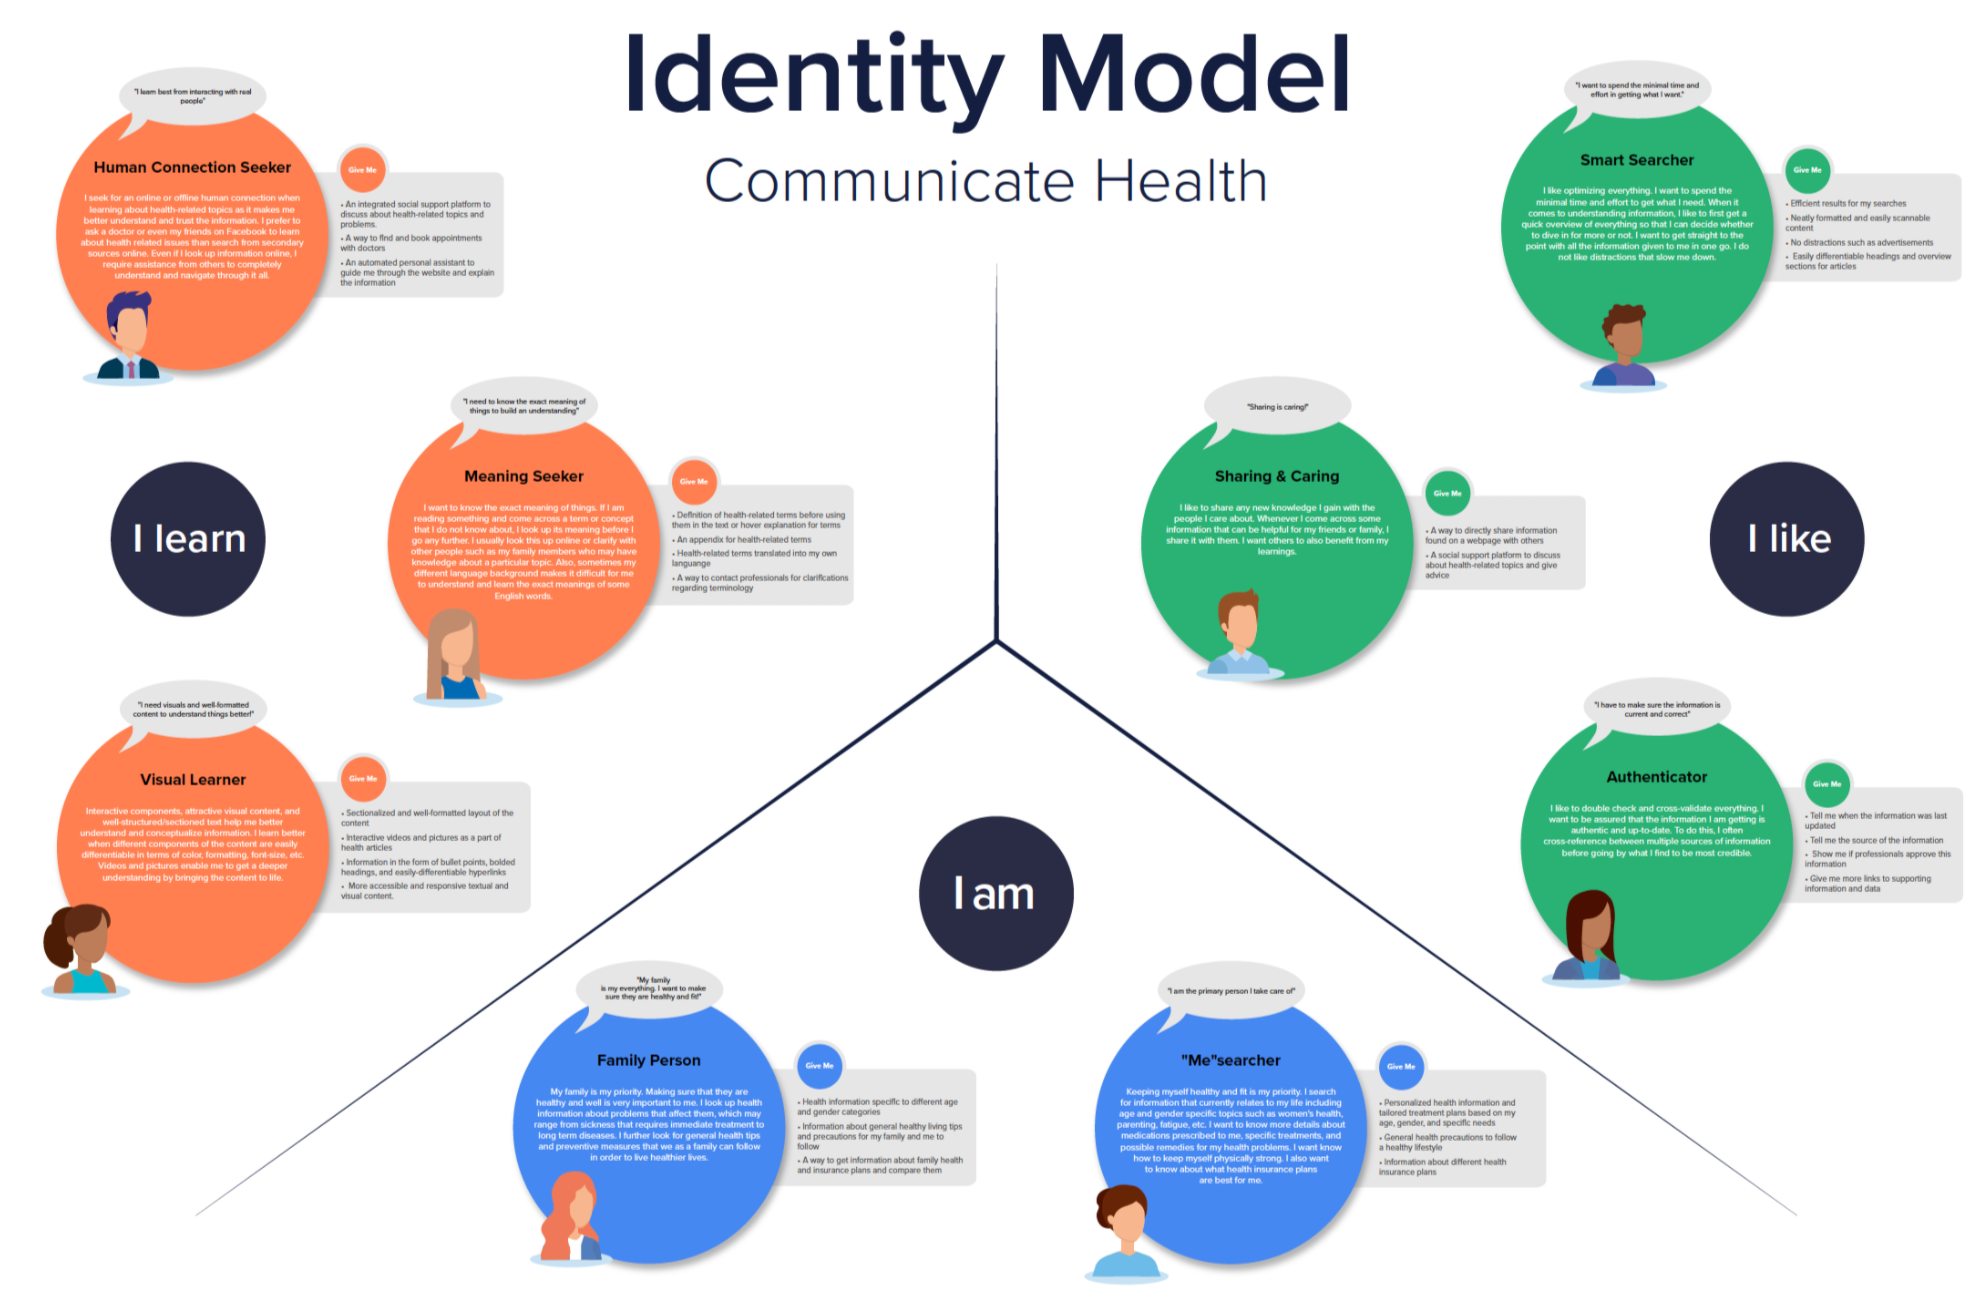 Identity Model
Communicate Health
"I learn best from interacting with real
people"
Human Connection Seeker
I seek for an online or offline human connection when
learning about health-related topics as it makes me
better understand and trust the information. I prefer to
ask a doctor or even my friends on Facebook to learn
about health related issues than search from secondary
sources online. Even if I look up information online, I
require assistance from others to completely
understand and navigate through it all.
Give Me
• An integrated social support platform to
discuss about health-related topics and
problems.
• A way to find and book appointments
with doctors
• An automated personal assistant to
guide me through the website and explain
the information
"I need to know the exact meaning of
things to build an understanding"
Meaning Seeker
I want to know the exact meaning of things. If I am
reading something and come across a term or concept
that I do not know about, I look up its meaning before I
go any further. I usually look this up online or clarify with
other people such as my family members who may have
knowledge about a particular topic. Also, sometimes my
different language background makes it difficult for me
to understand and learn the exact meanings of some
English words.
Give Me
• Definition of health-related terms before using
them in the text or hover explanation for terms
• An appendix for health-related terms
• Health-related terms translated into my own
languange
• A way to contact professionals for clarifications
regarding terminology
I learn
"I need visuals and well-formatted
content to understand things better!"
Visual Learner
Interactive components, attractive visual content, and
well-structured/sectioned text help me better
understand and conceptualize information. I learn better
when different components of the content are easily
differentiable in terms of color, formatting, font-size, etc.
Videos and pictures enable me to get a deeper
understanding by bringing the content to life.
Give Me
• Sectionalized and well-formatted layout of the
content
• Interactive videos and pictures as a part of
health articles
• Information in the form of bullet points, bolded
headings, and easily-differentiable hyperlinks
• More accessible and responsive textual and
visual content.
"I want to spend the minimal time and
effort in getting what I want."
Smart Searcher
I like optimizing everything. I want to spend the
minimal time and effort to get what I need. When it
comes to understanding information, I like to first get a
quick overview of everything so that I can decide whether
to dive in for more or not. I want to get straight to the
point with all the information given to me in one go. I do
not like distractions that slow me down.
Give Me
• Efficient results for my searches
• Neatly formatted and easily scannable
content
• No distractions such as advertisements
• Easily differentiable headings and overview
sections for articles
"Sharing is caring!"
Sharing & Caring
I like to share any new knowledge I gain with the
people I care about. Whenever I come across some
information that can be helpful for my friends or family, I
share it with them. I want others to also benefit from my
learnings.
Give Me
• A way to directly share information
found on a webpage with others
• A social support platform to discuss
about health-related topics and give
advice
I like
"I have to make sure the information is
current and correct"
Authenticator
I like to double check and cross-validate everything. I
want to be assured that the information I am getting is
authentic and up-to-date. To do this, I often
cross-reference between multiple sources of information
before going by what I find to be most credible.
Give Me
• Tell me when the information was last
updated
• Tell me the source of the information
• Show me if professionals approve this
information
• Give me more links to supporting
information and data
I am
"My family
is my everything. I want to make
sure they are healthy and fit!"
Family Person
My family is my priority. Making sure that they are
healthy and well is very important to me. I look up health
information about problems that affect them, which may
range from sickness that requires immediate treatment to
long term diseases. I further look for general health tips
and preventive measures that we as a family can follow
in order to live healthier lives.
Give Me
• Health information specific to different age
and gender categories
• Information about general healthy living tips
and precautions for my family and me to
follow
• A way to get information about family health
and insurance plans and compare them
"I am the primary person I take care of"
"Me"searcher
Keeping myself healthy and fit is my priority. I search
for information that currently relates to my life including
age and gender specific topics such as women's health,
parenting, fatigue, etc. I want to know more details about
medications prescribed to me, specific treatments, and
possible remedies for my health problems. I want know
how to keep myself physically strong. I also want
to know about what health insurance plans
are best for me.
Give Me
• Personalized health information and
tailored treatment plans based on my
age, gender, and specific needs
• General health precautions to follow
a healthy lifestyle
• Information about different health
insurance plans